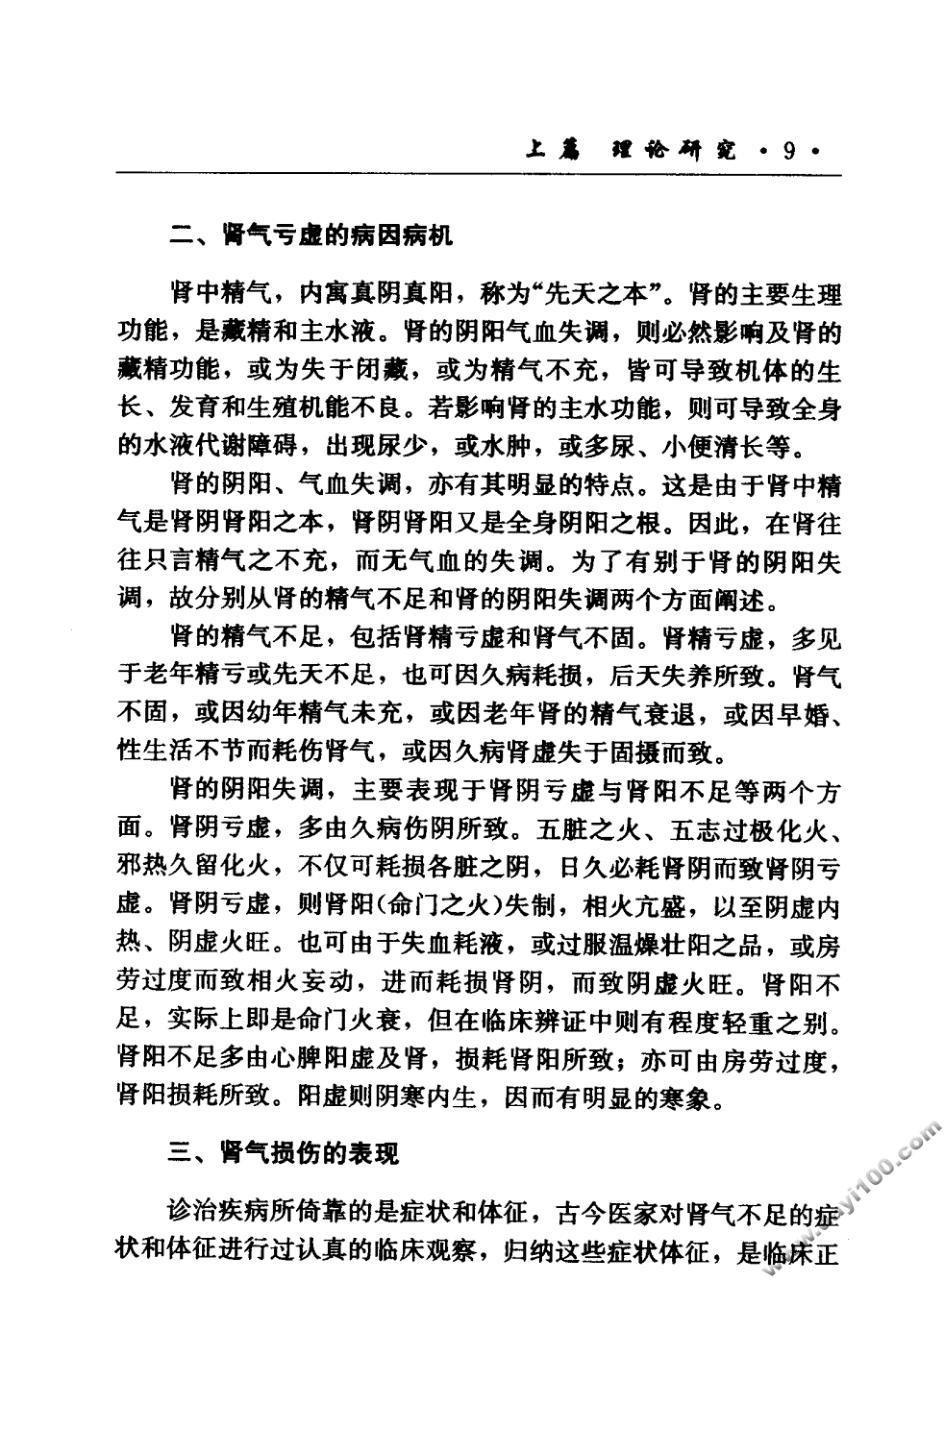 上篇 理论研究 · 9 ·
二、肾气亏虚的病因病机
肾中精气，内寓真阴真阳，称为“先天之本”。肾的主要生理
功能，是藏精和主水液。肾的阴阳气血失调，则必然影响及肾的
藏精功能，或为失于闭藏，或为精气不充，皆可导致机体的生
长、发育和生殖机能不良。若影响肾的主水功能，则可导致全身
的水液代谢障碍，出现尿少，或水肿，或多尿、小便清长等。
肾的阴阳、气血失调，亦有其明显的特点。这是由于肾中精
气是肾阴肾阳之本，肾阴肾阳又是全身阴阳之根。因此，在肾往
往只言精气之不充，而无气血的失调。为了有别于肾的阴阳失
调，故分别从肾的精气不足和肾的阴阳失调两个方面阐述。
肾的精气不足，包括肾精亏虚和肾气不固。肾精亏虚，多见
于老年精亏或先天不足，也可因久病耗损，后天失养所致。肾气
不固，或因幼年精气未充，或因老年肾的精气衰退，或因早婚、
性生活不节而耗伤肾气，或因久病肾虚失于固摄而致。
肾的阴阳失调，主要表现于肾阴亏虚与肾阳不足等两个方
面。肾阴亏虚，多由久病伤阴所致。五脏之火、五志过极化火、
邪热久留化火，不仅可耗损各脏之阴，日久必耗肾阴而致肾阴亏
虚。肾阴亏虚，则肾阳(命门之火)失制，相火亢盛，以至阴虚内
热、阴虚火旺。也可由于失血耗液，或过服温燥壮阳之品，或房
劳过度而致相火妄动，进而耗损肾阴，而致阴虚火旺。肾阳不
足，实际上即是命门火衰，但在临床辨证中则有程度轻重之别。
肾阳不足多由心脾阳虚及肾，损耗肾阳所致；亦可由房劳过度，
肾阳损耗所致。阳虚则阴寒内生，因而有明显的寒象。
三、肾气损伤的表现
诊治疾病所倚靠的是症状和体征，古今医家对肾气不足的症
状和体征进行过认真的临床观察，归纳这些症状体征，是临床正